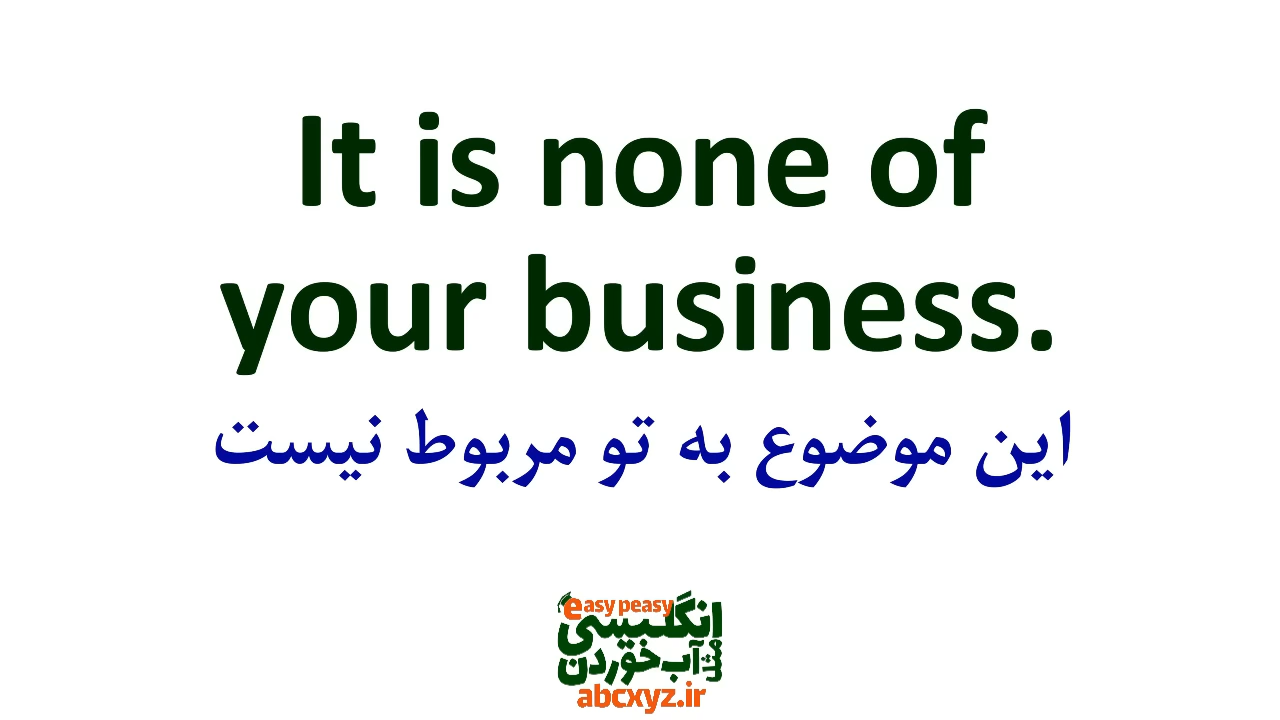 It is none of
your business.
این موضوع به تو مربوط نیست
easy peasy
انگلیسی
مثل آب خوردن
abcxyz.ir